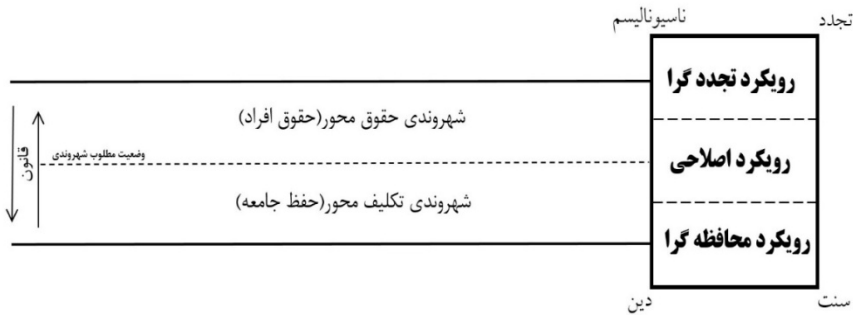 تجدد
ناسیونالیسم
رویکرد تجدد گرا
شهروندی حقوق محور(حقوق افراد)
رویکرد اصلاحی
وضعیت مطلوب شهروندی
قانون
شهروندی تکلیف محور(حفظ جامعه)
رویکرد محافظه گرا
سنت
دین